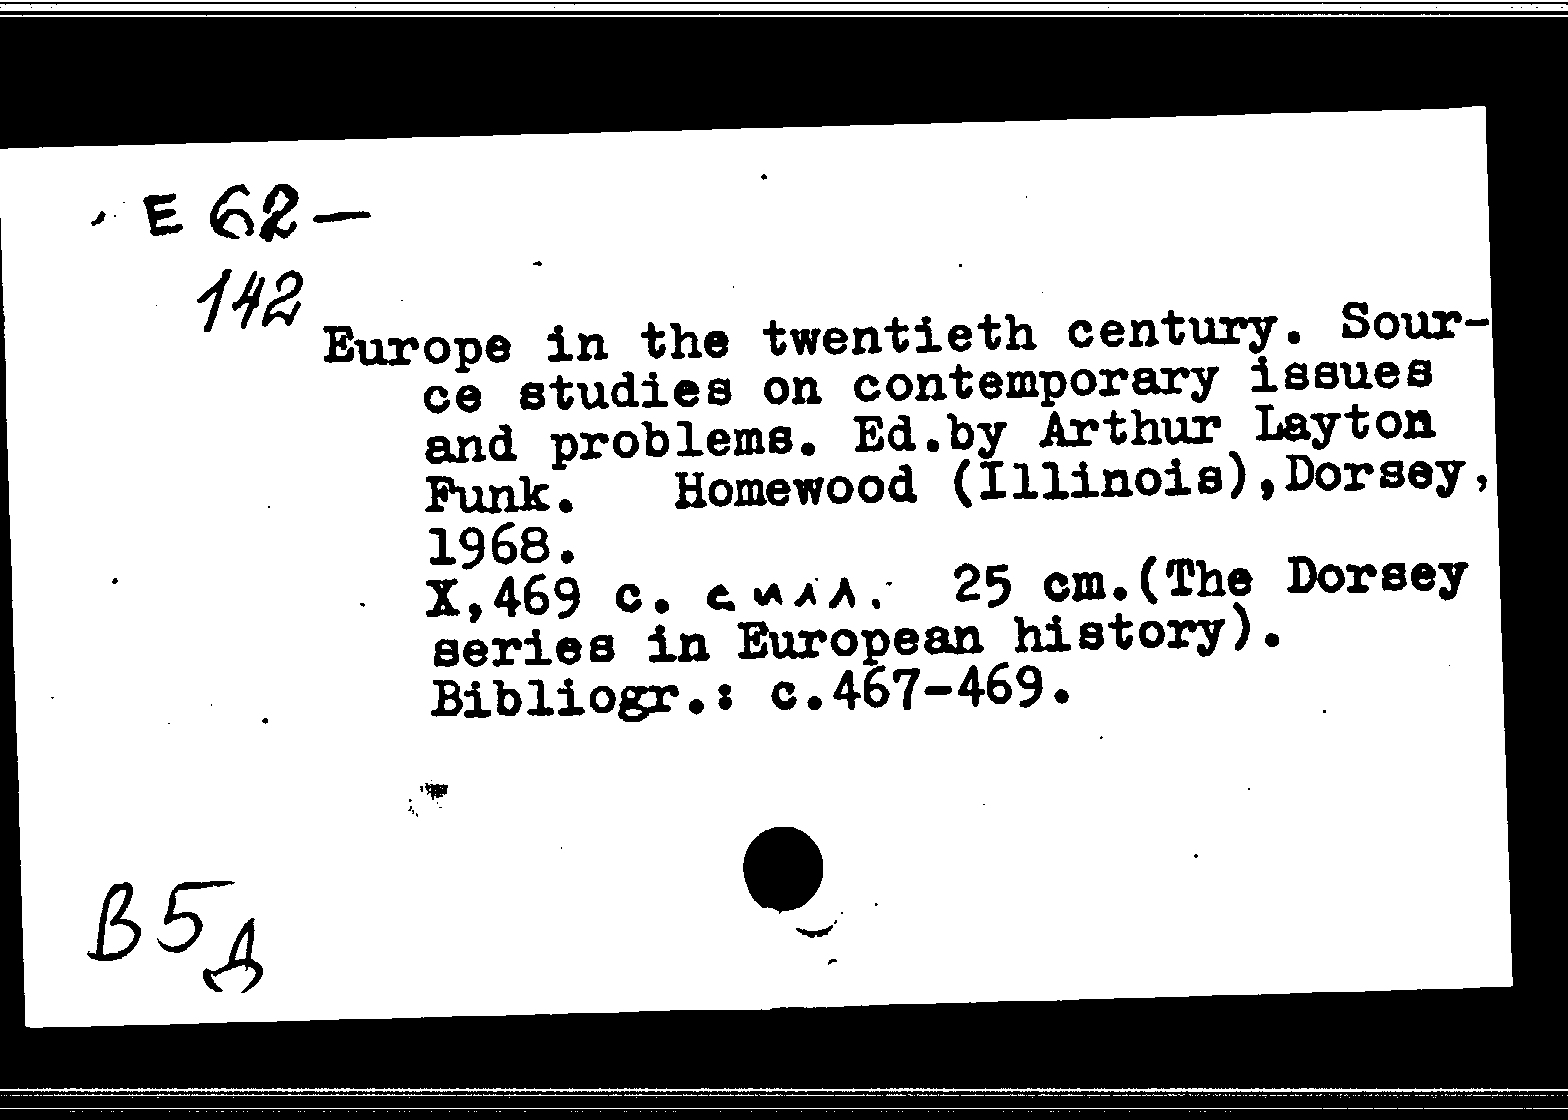 E 62-
142
Europe in the twentieth century. Sour-
ce studies on contemporary issues
and problems. Ed.by Arthur Layton
Funk. Homewood (Illinois),Dorsey,
1968.
X,469 c. 25 cm.(The Dorsey
series in European history).
Bibliogr.: c.467-469.
B5д